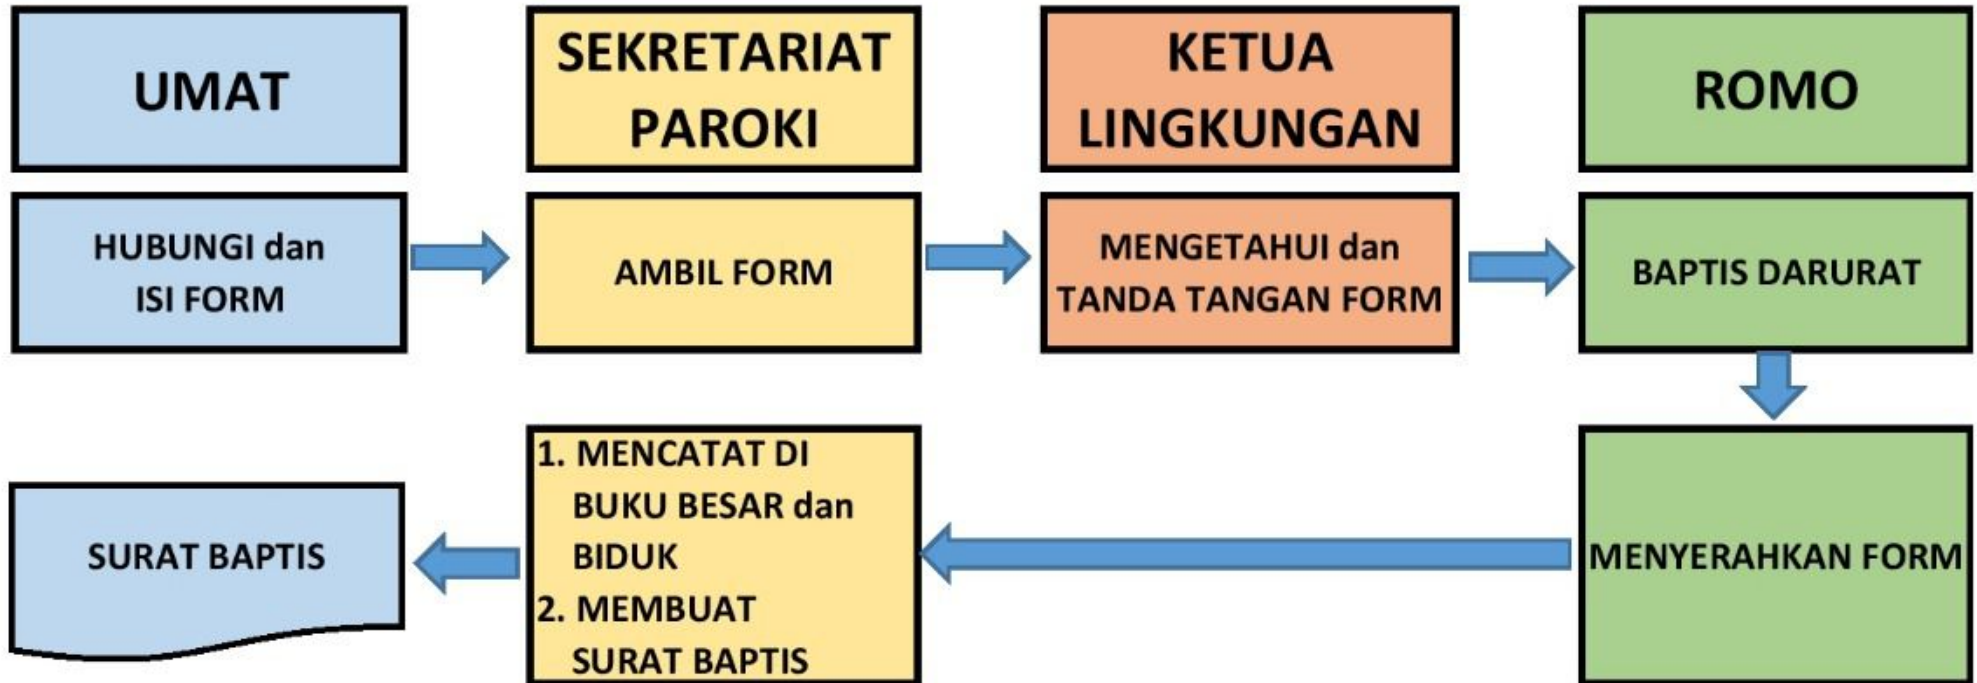 UMAT
SEKRETARIAT
PAROKI
KETUA
LINGKUNGAN
ROMO
HUBUNGI dan
ISI FORM
AMBIL FORM
MENGETAHUI dan
TANDA TANGAN FORM
BAPTIS DARURAT
MENYERAHKAN FORM
1. MENCATAT DI
BUKU BESAR dan
BIDUK
2. MEMBUAT
SURAT BAPTIS
SURAT BAPTIS